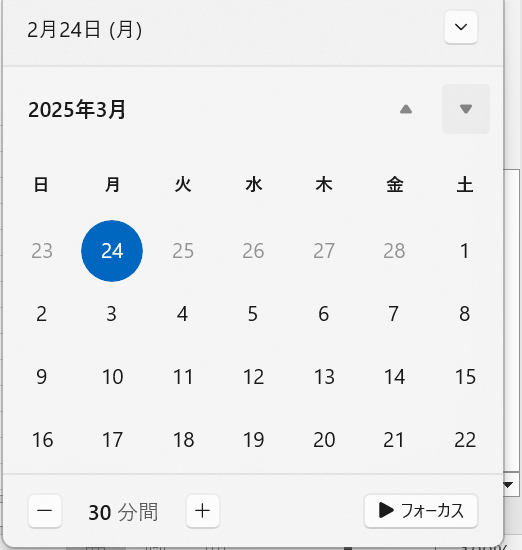 2月24日 (月)
2025年3月
日 月 火 水 木 金 土
23 24 25 26 27 28 1
2 3 4 5 6 7 8
9 10 11 12 13 14 15
16 17 18 19 20 21 22
30 分間
フォーカス